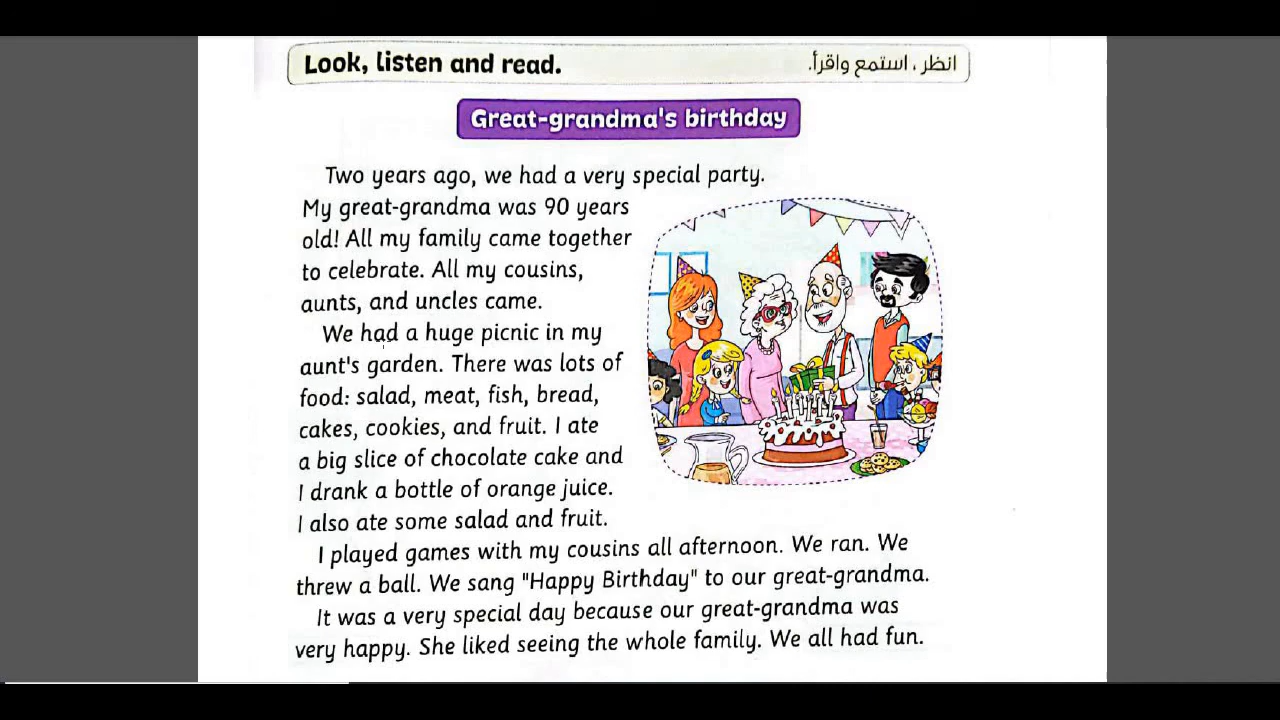 Look, listen and read.
انظر ، استمع واقرأ.
Great-grandma's birthday
Two years ago, we had a very special party.
My great-grandma was 90 years
old! All my family came together
to celebrate. All my cousins,
aunts, and uncles came.
We had a huge picnic in my
aunt's garden. There was lots of
food: salad, meat, fish, bread,
cakes, cookies, and fruit. I ate
a big slice of chocolate cake and
I drank a bottle of orange juice.
I also ate some salad and fruit.
I played games with my cousins all afternoon. We ran. We
threw a ball. We sang "Happy Birthday" to our great-grandma.
It was a very special day because our great-grandma was
very happy. She liked seeing the whole family. We all had fun.